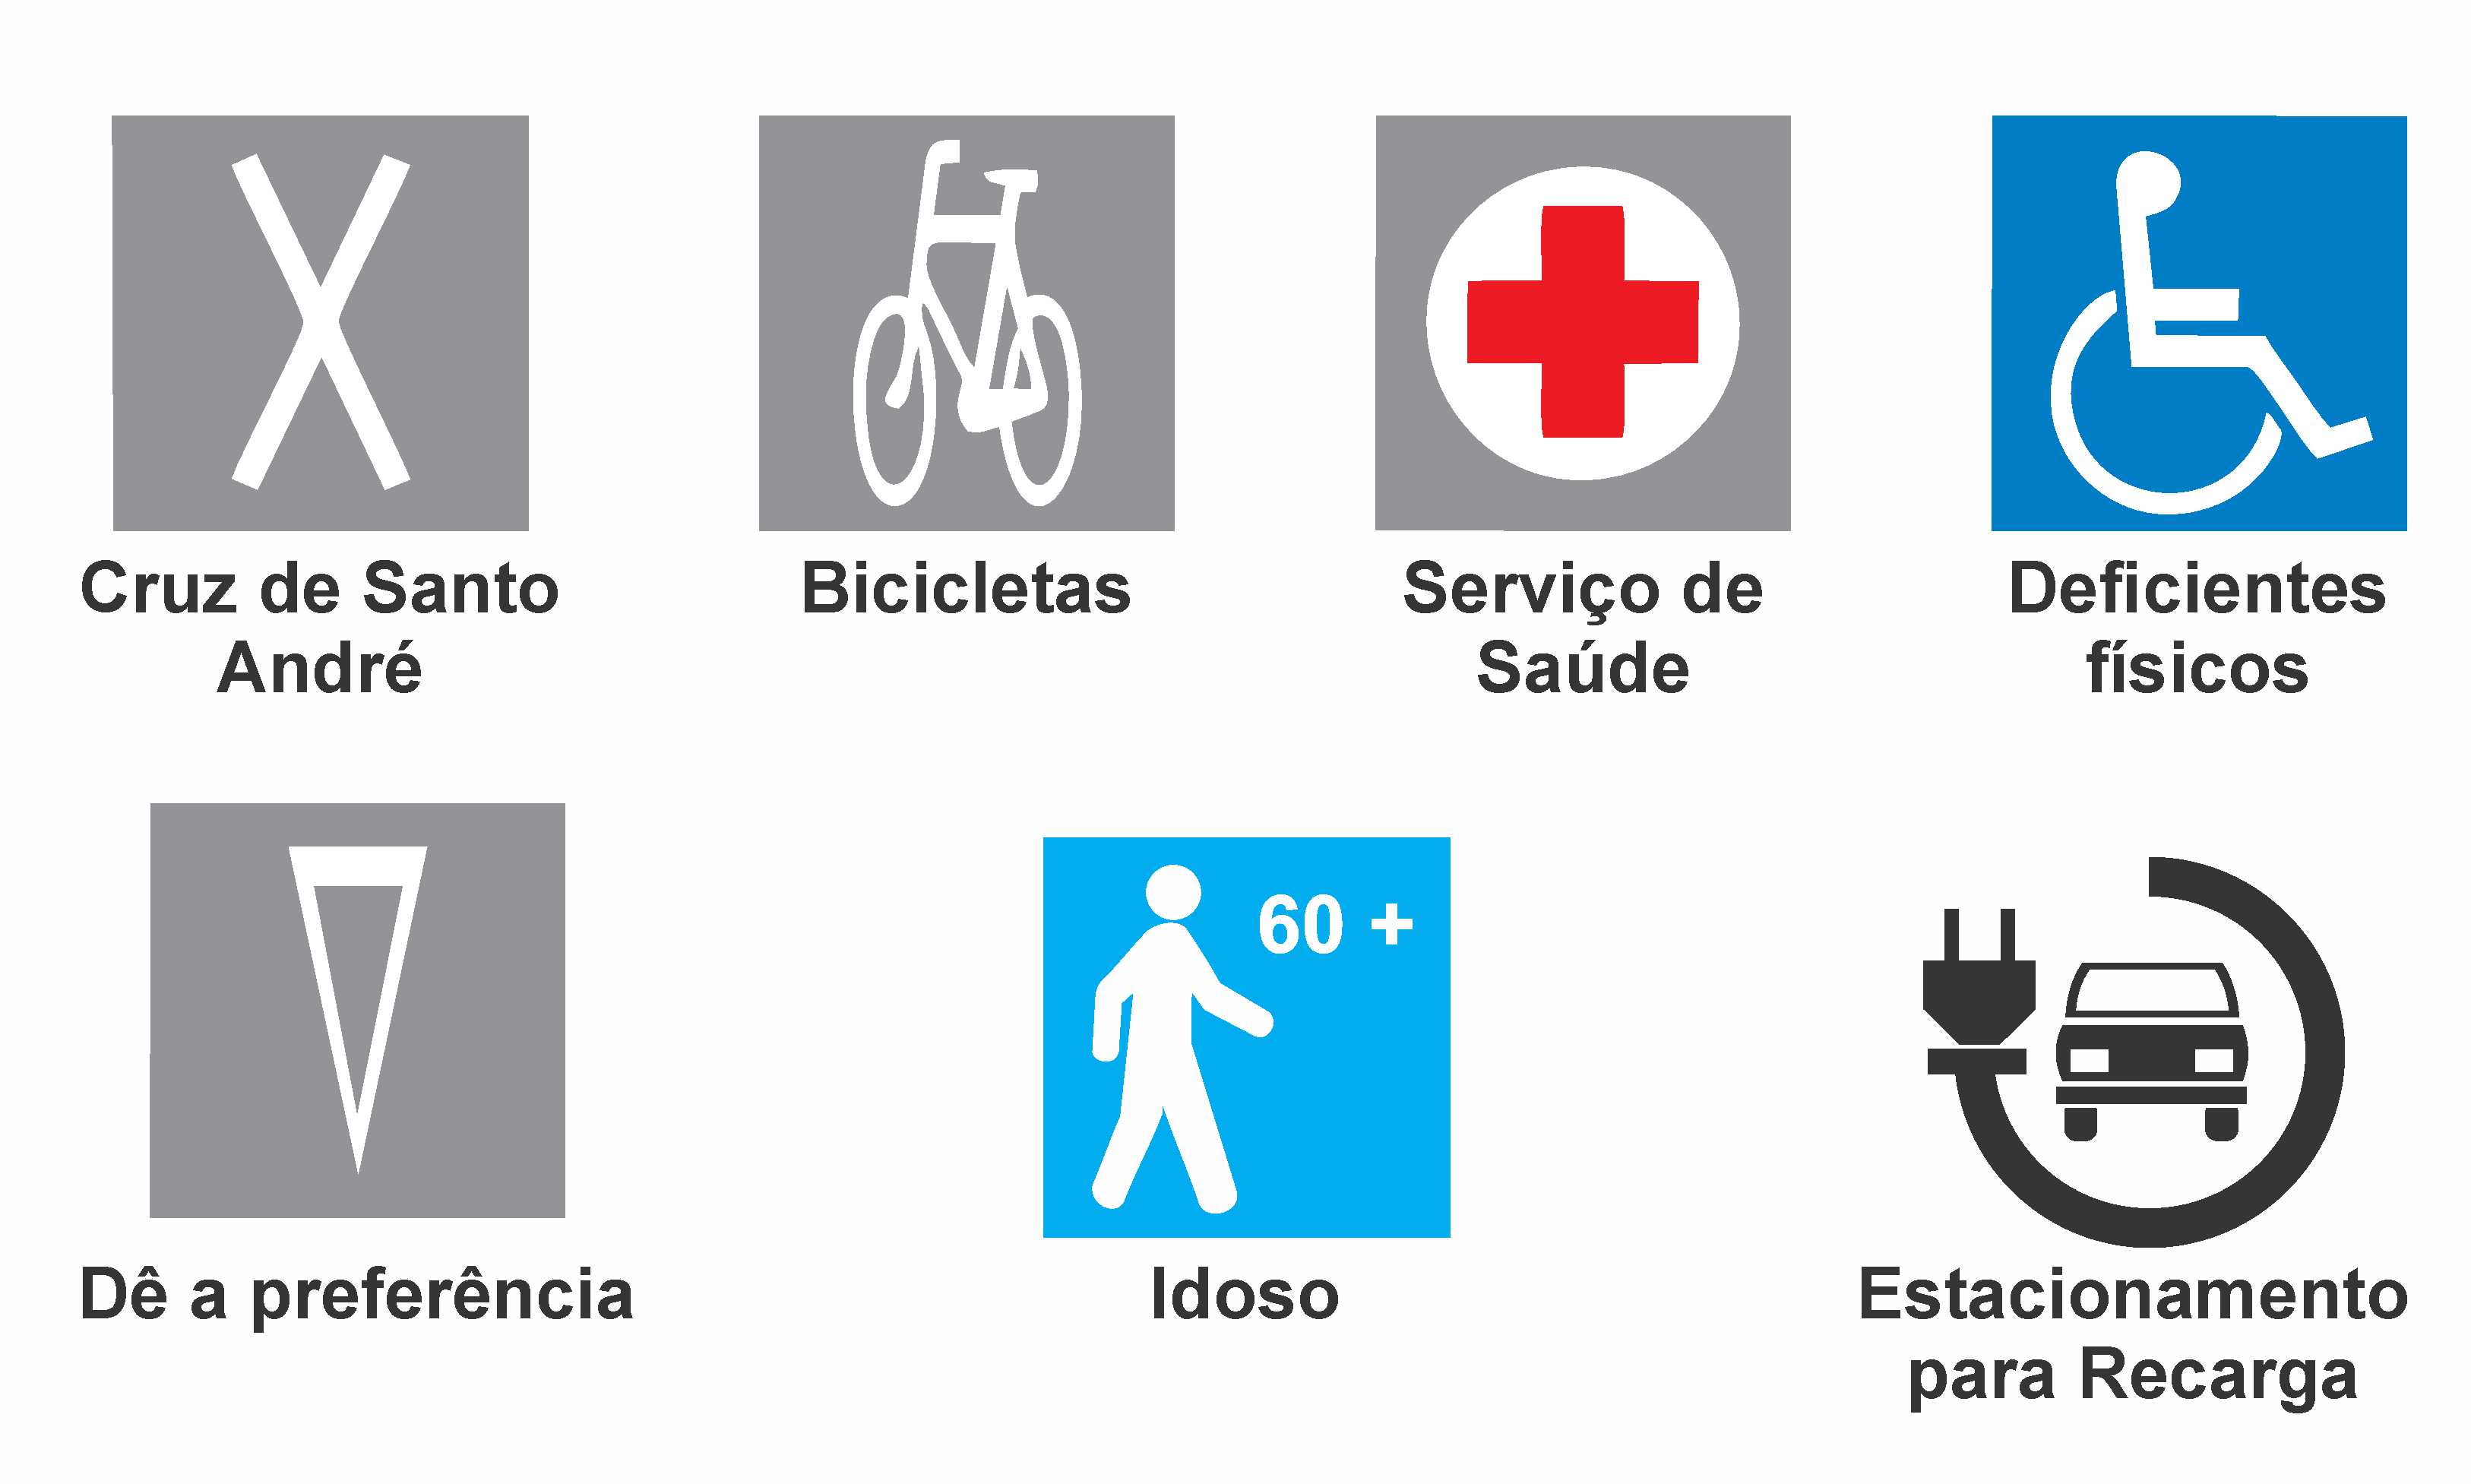 Cruz de Santo
André
Bicicletas
Serviço de
Saúde
Deficientes
físicos
Dê a preferência
60 +
Idoso
Estacionamento
para Recarga